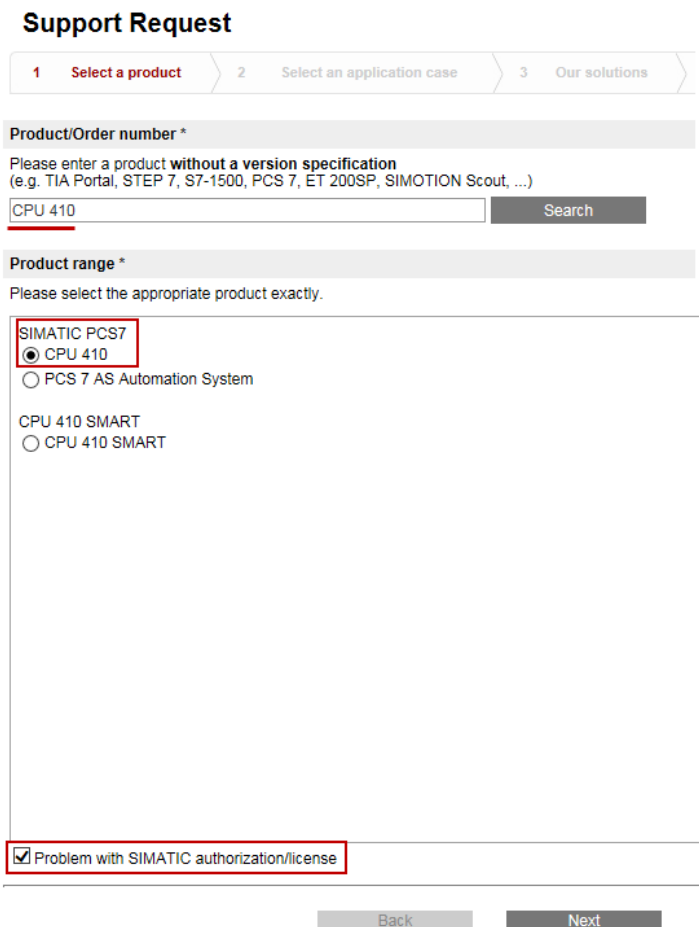 Support Request
1 Select a product 2 Select an application case 3 Our solutions
Product/Order number *
Please enter a product without a version specification
(e.g. TIA Portal, STEP 7, S7-1500, PCS 7, ET 200SP, SIMOTION Scout, ...)
CPU 410 Search
Product range *
Please select the appropriate product exactly.
SIMATIC PCS7
CPU 410
PCS 7 AS Automation System
CPU 410 SMART
CPU 410 SMART
Problem with SIMATIC authorization/license
Back Next